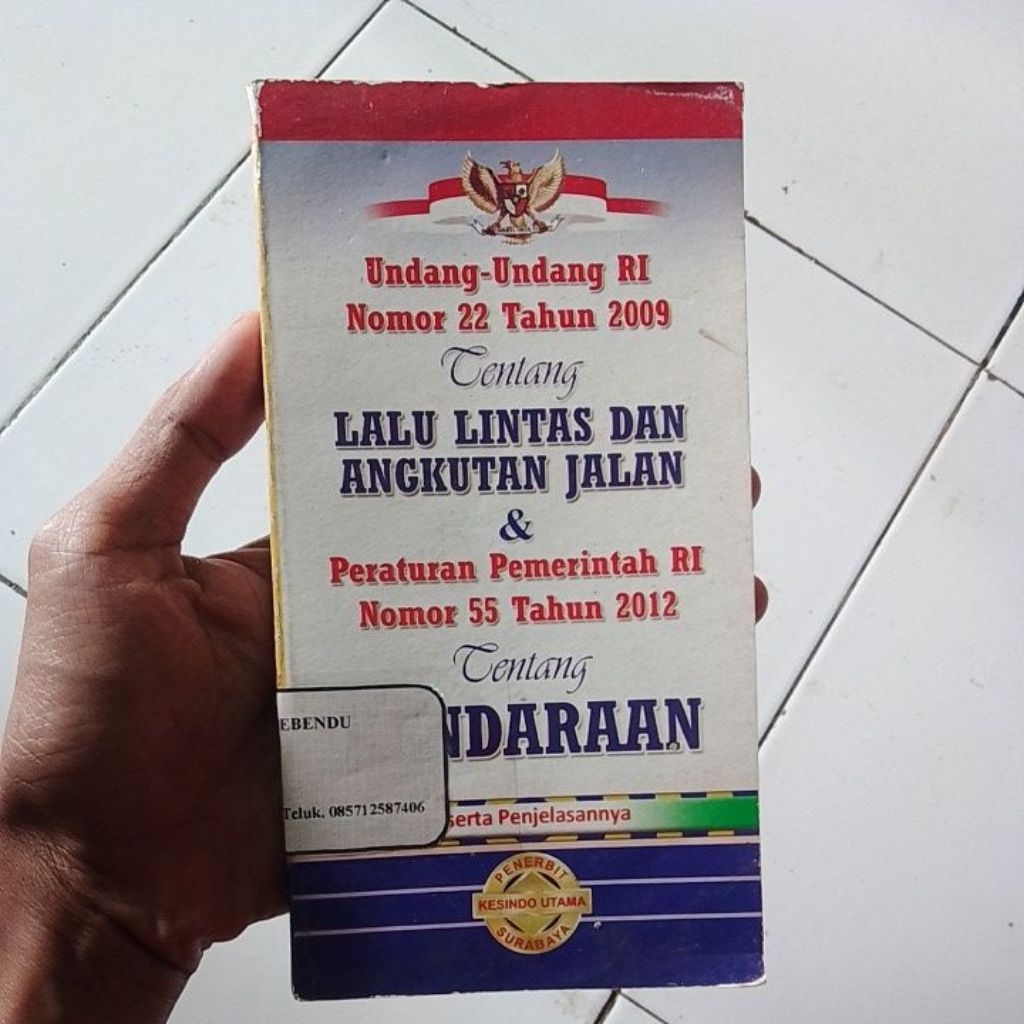 Undang-Undang RI
Nomor 22 Tahun 2009
Tentang
LALU LINTAS DAN
ANGKUTAN JALAN
&
Peraturan Pemerintah RI
Nomor 55 Tahun 2012
Tentang
NDARAAN
EBENDU
Teluk. 085712587406
serta Penjelasannya
PENERBIT
KESINDO UTAMA
SURABAYA